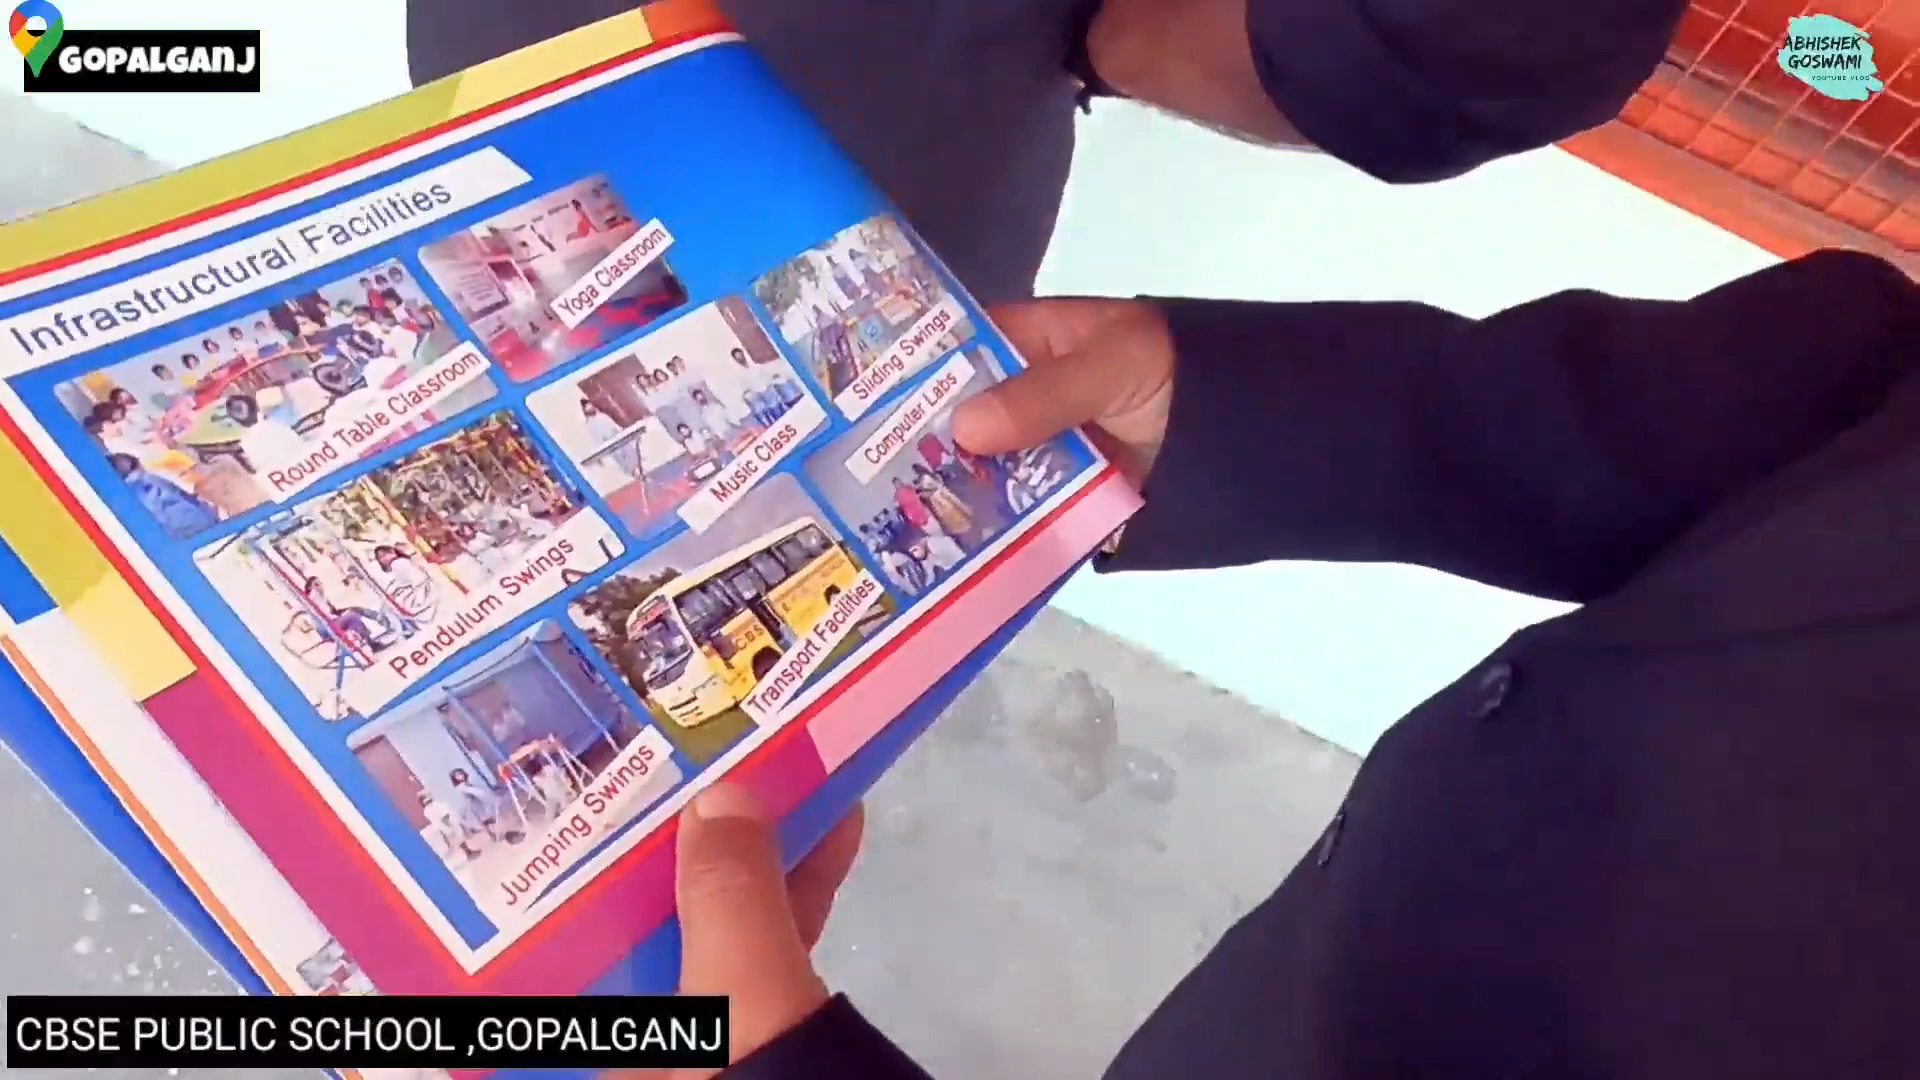 GOPALGANJ
ABHISHEK
GOSWAMI
YOUTUBE VLOG
Infrastructural Facilities
Yoga Classroom
Round Table Classroom
Sliding Swings
Computer Labs
Music Class
Pendulum Swings
Transport Facilities
Jumping Swings
CBSE PUBLIC SCHOOL ,GOPALGANJ